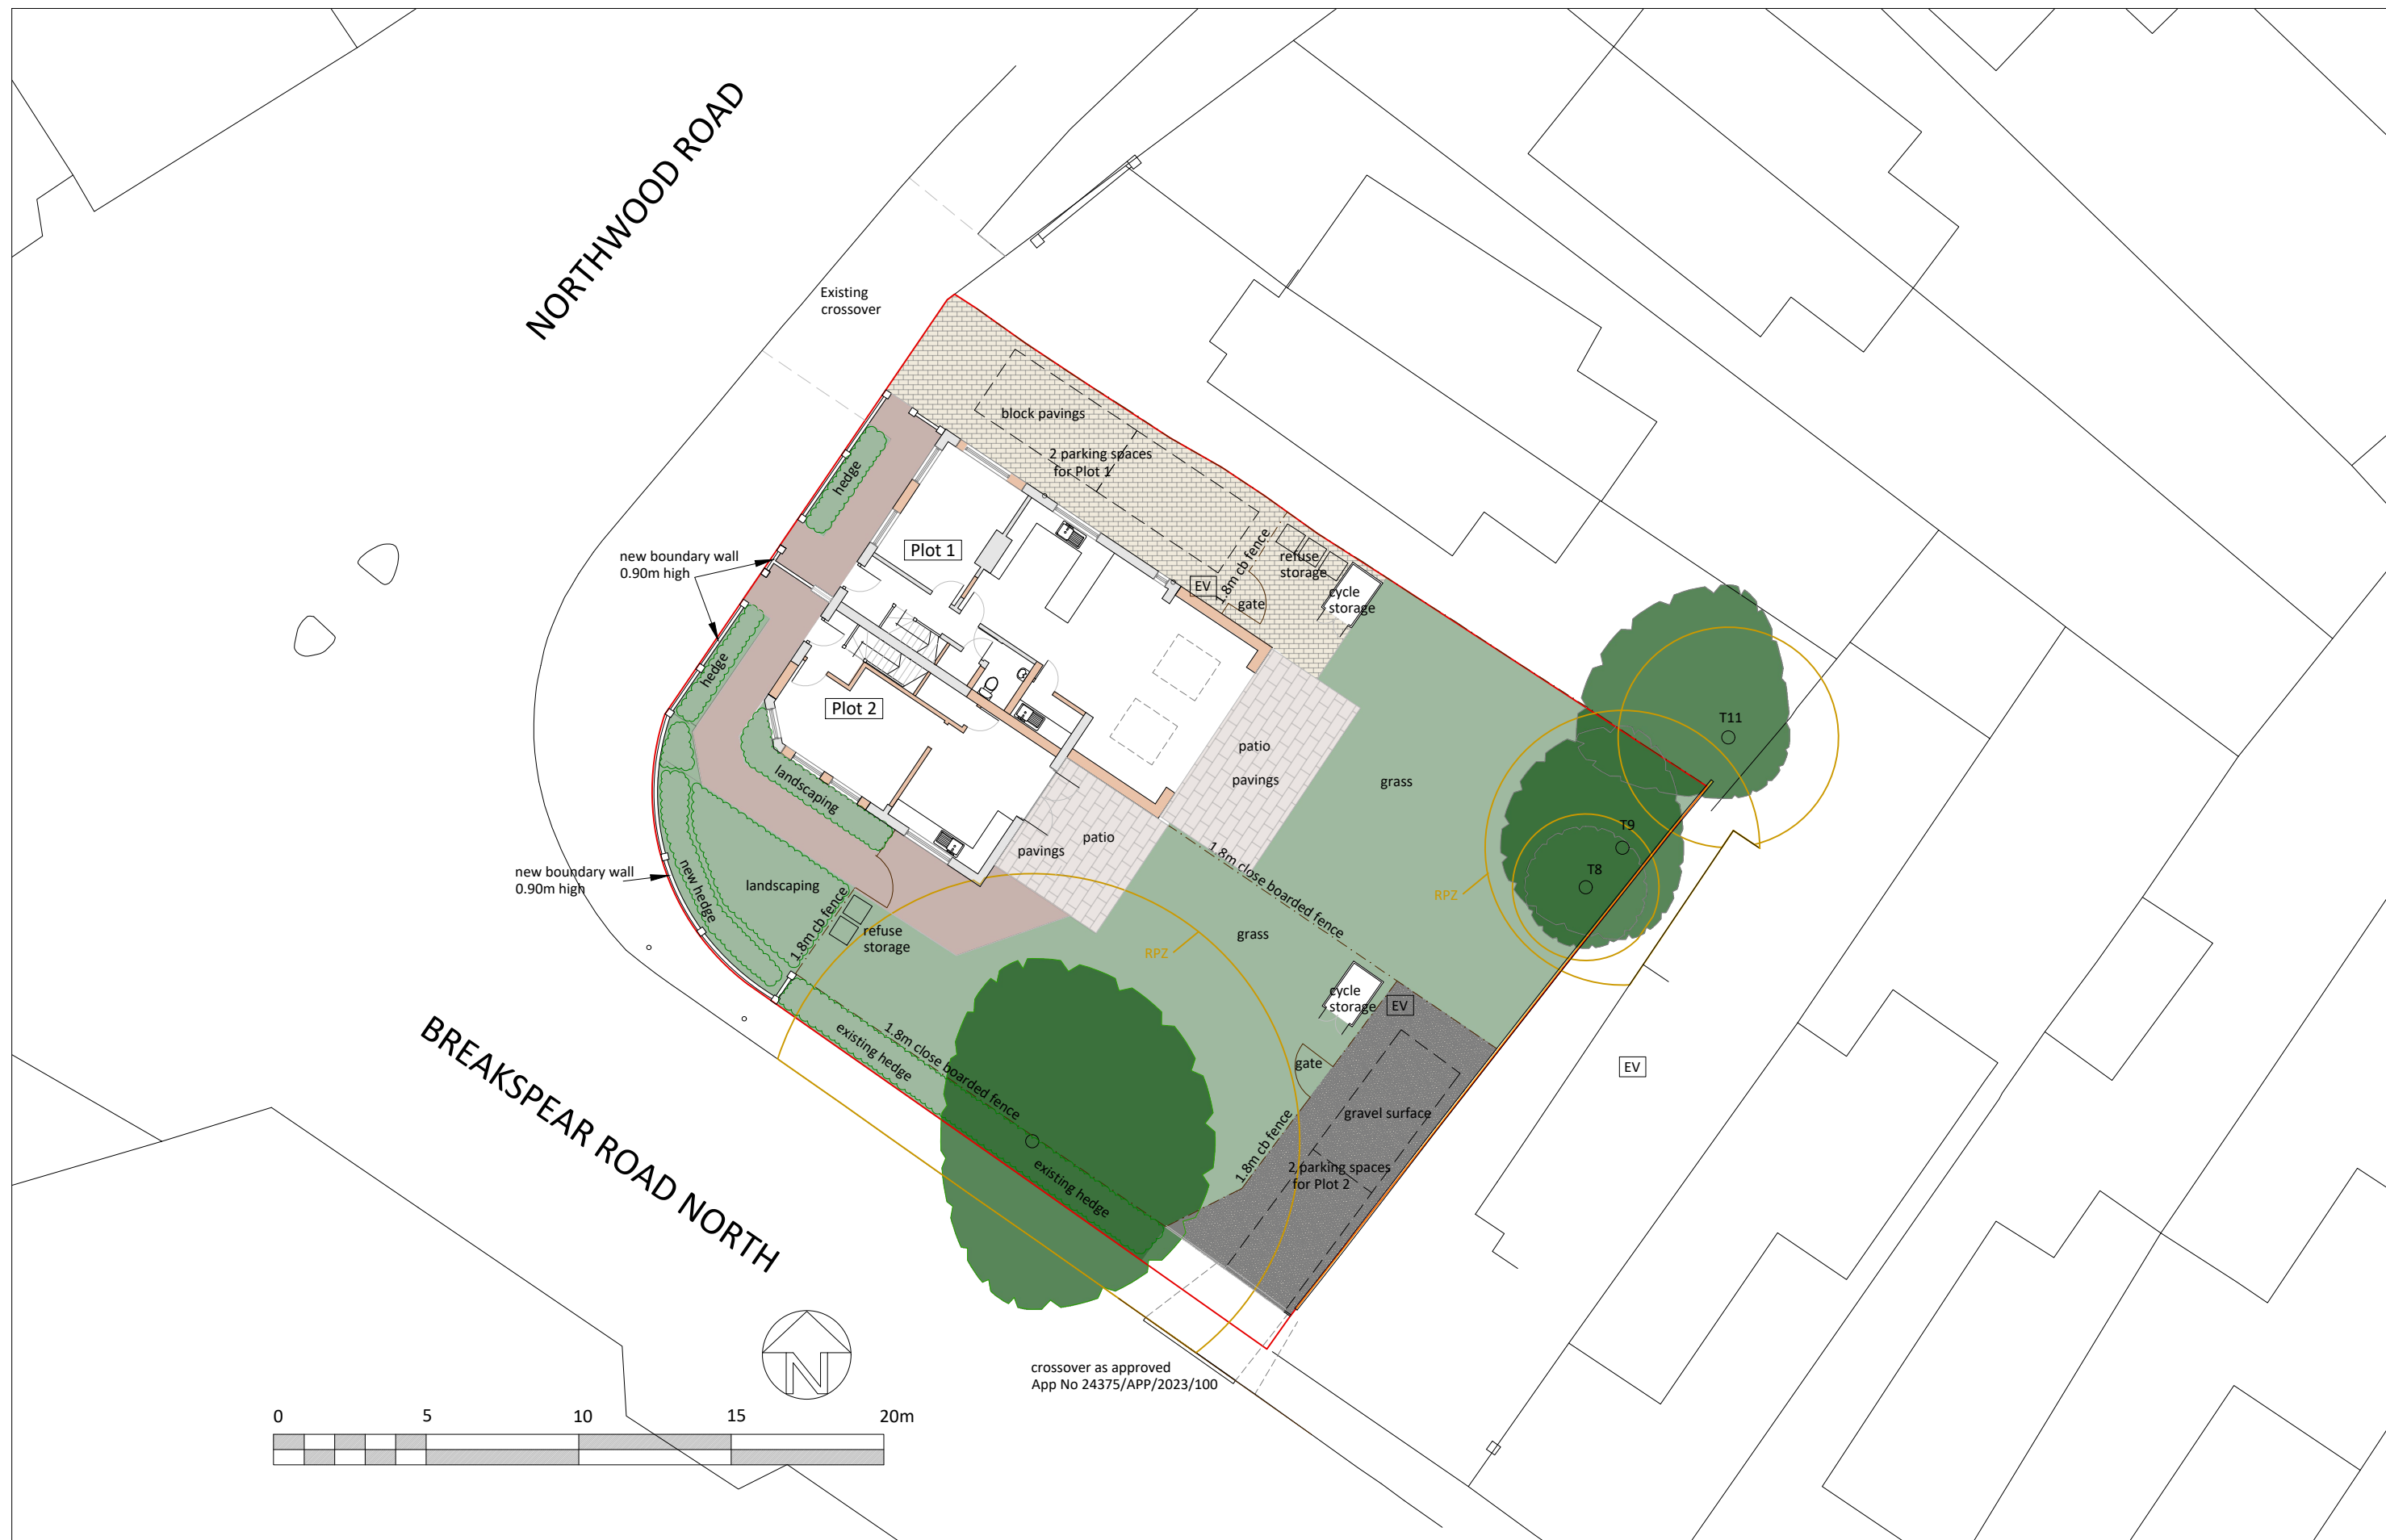 NORTHWOOD ROAD
Existing
crossover
block pavings
2 parking spaces
for Plot 1
hedge
Plot 1
new boundary wall
0.90m high
EV
1.8m cb fence
refuse
storage
gate
cycle
storage
hedge
Plot 2
T11
patio
pavings
grass
landscaping
T9
T8
patio
pavings
1.8m close boarded fence
new boundary wall
0.90m high
new hedge
landscaping
1.8m cb fence
refuse
storage
RPZ
grass
RPZ
cycle
storage
EV
existing hedge
1.8m close boarded fence
gate
EV
gravel surface
1.8m cb fence
2 parking spaces
for Plot 2
existing hedge
BREAKSPEAR ROAD NORTH
N
crossover as approved
App No 24375/APP/2023/100
0 5 10 15 20m